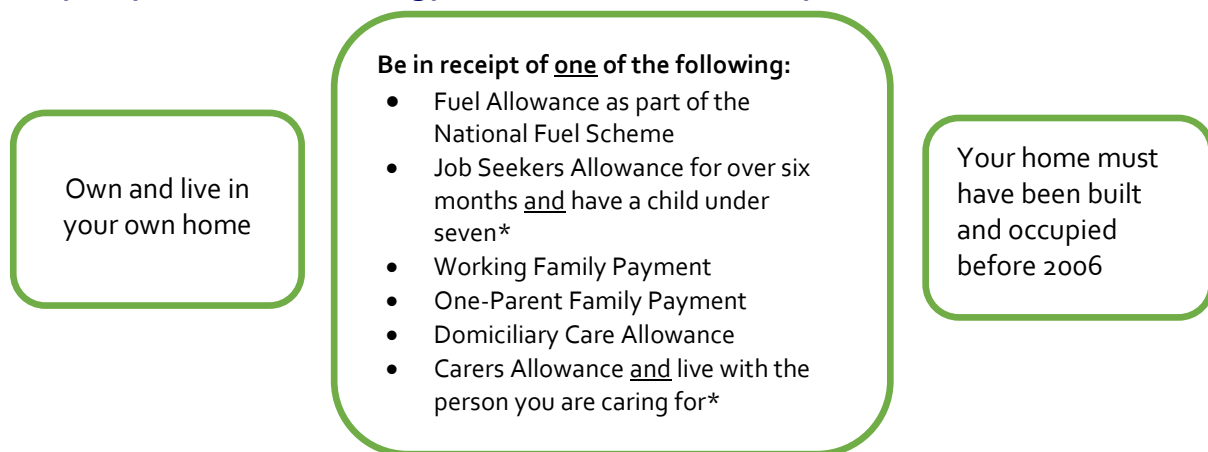 Own and live in
your own home
Be in receipt of one of the following:
• Fuel Allowance as part of the
National Fuel Scheme
• Job Seekers Allowance for over six
months and have a child under
seven*
• Working Family Payment
• One-Parent Family Payment
• Domiciliary Care Allowance
• Carers Allowance and live with the
person you are caring for*
Your home must
have been built
and occupied
before 2006